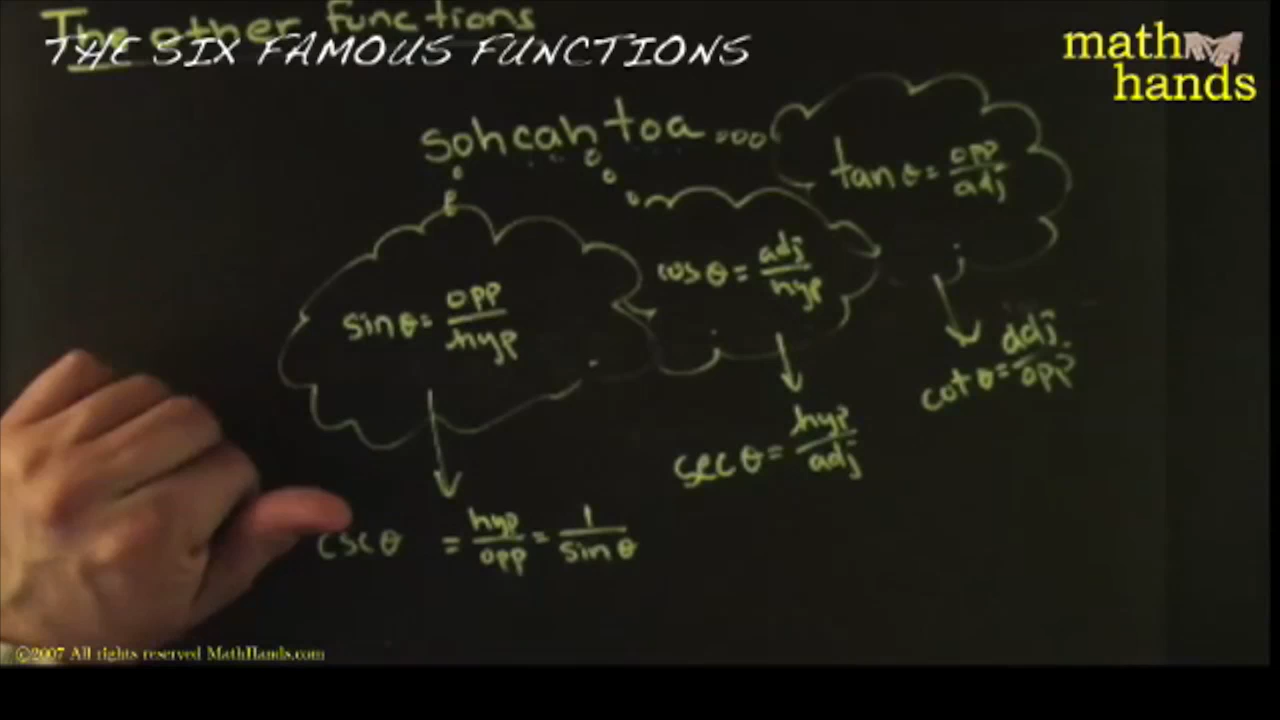 The other functions
THE SIX FAMOUS FUNCTIONS
math
hands
sohcahtoa...
tan θ = opp/adj
cos θ = adj/hyp
sin θ = opp/hyp
cot θ = adj/opp
sec θ = hyp/adj
csc θ = hyp/opp = 1/sin θ
©2007 All rights reserved MathHands.com